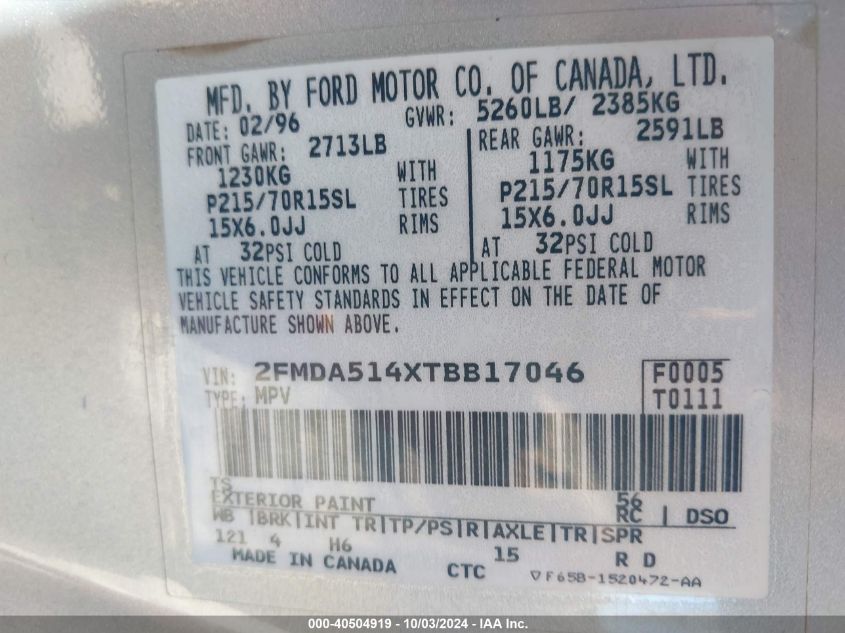 MFD. BY FORD MOTOR CO. OF CANADA, LTD.
DATE: 02/96 GVWR: 5260LB/ 2385KG
FRONT GAWR: 2713LB REAR GAWR: 2591LB
1230KG WITH 1175KG WITH
P215/70R15SL TIRES P215/70R15SL TIRES
15X6.0JJ RIMS 15X6.0JJ RIMS
AT 32PSI COLD AT 32PSI COLD
THIS VEHICLE CONFORMS TO ALL APPLICABLE FEDERAL MOTOR
VEHICLE SAFETY STANDARDS IN EFFECT ON THE DATE OF
MANUFACTURE SHOWN ABOVE.
VIN: 2FMDA514XTBB17046 F0005
TYPE: MPV T0111
TS 56
EXTERIOR PAINT RC DSO
WB BRK INT TR TP/PS R AXLE TR SPR
121 4 H6 15 R D
MADE IN CANADA CTC ▽F65B-1520472-AA
000-40504919 - 10/03/2024 - IAA Inc.